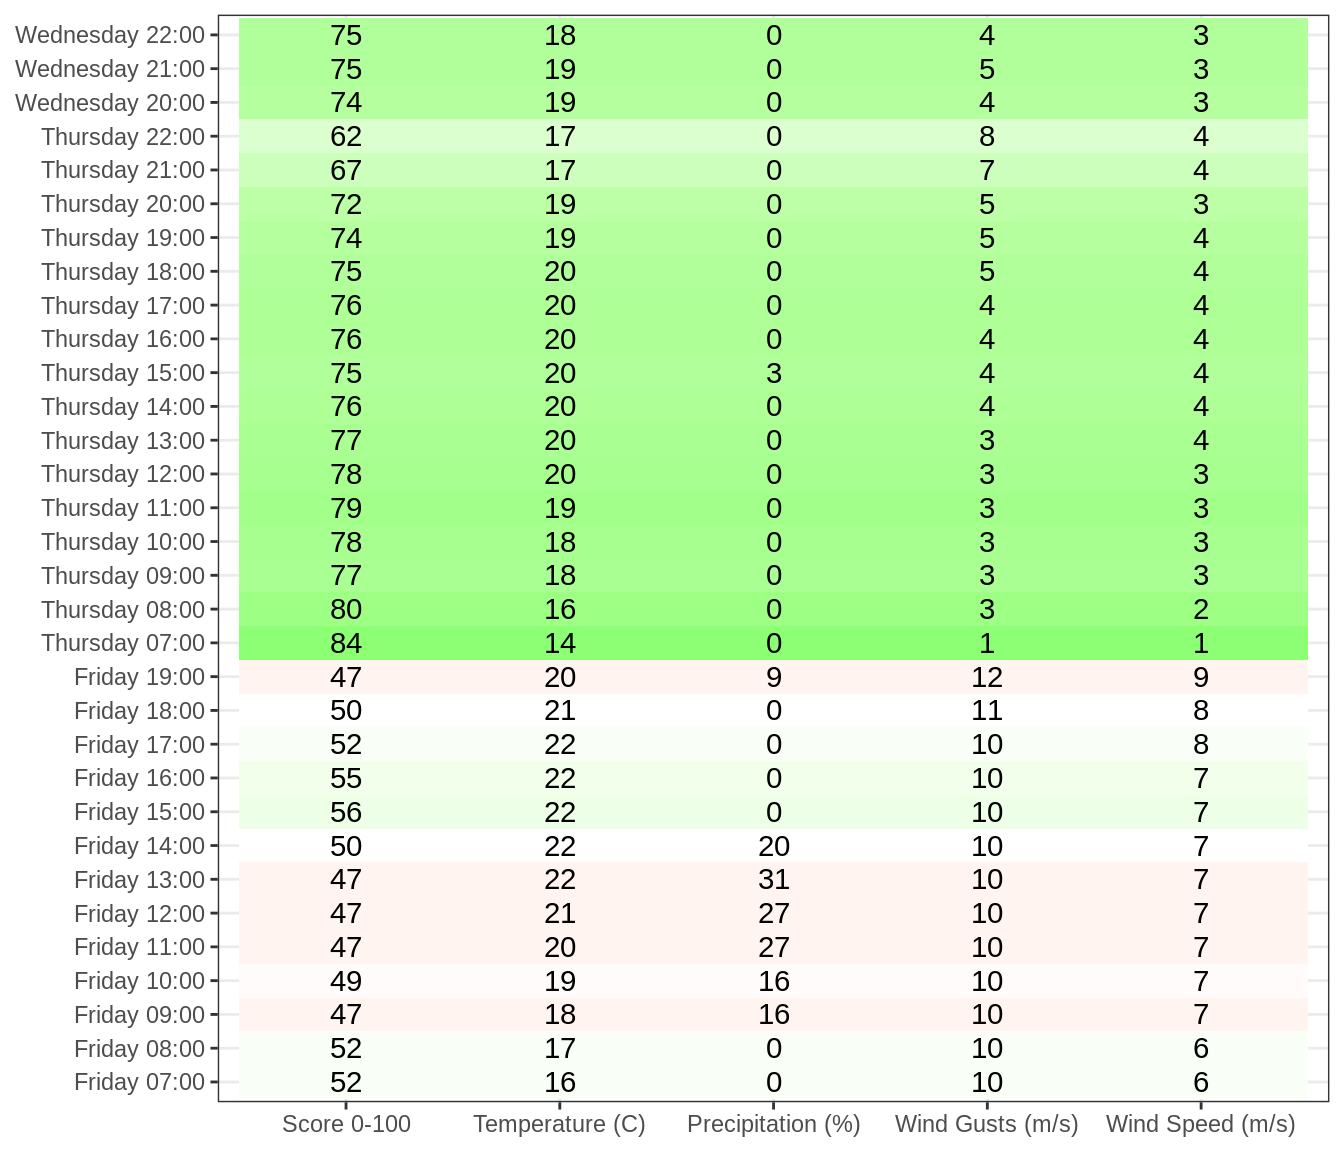 Wednesday 22:00 75 18 0 4 3
Wednesday 21:00 75 19 0 5 3
Wednesday 20:00 74 19 0 4 3
Thursday 22:00 62 17 0 8 4
Thursday 21:00 67 17 0 7 4
Thursday 20:00 72 19 0 5 3
Thursday 19:00 74 19 0 5 4
Thursday 18:00 75 20 0 5 4
Thursday 17:00 76 20 0 4 4
Thursday 16:00 76 20 0 4 4
Thursday 15:00 75 20 3 4 4
Thursday 14:00 76 20 0 4 4
Thursday 13:00 77 20 0 3 4
Thursday 12:00 78 20 0 3 3
Thursday 11:00 79 19 0 3 3
Thursday 10:00 78 18 0 3 3
Thursday 09:00 77 18 0 3 3
Thursday 08:00 80 16 0 3 2
Thursday 07:00 84 14 0 1 1
Friday 19:00 47 20 9 12 9
Friday 18:00 50 21 0 11 8
Friday 17:00 52 22 0 10 8
Friday 16:00 55 22 0 10 7
Friday 15:00 56 22 0 10 7
Friday 14:00 50 22 20 10 7
Friday 13:00 47 22 31 10 7
Friday 12:00 47 21 27 10 7
Friday 11:00 47 20 27 10 7
Friday 10:00 49 19 16 10 7
Friday 09:00 47 18 16 10 7
Friday 08:00 52 17 0 10 6
Friday 07:00 52 16 0 10 6
Score 0-100 Temperature (C) Precipitation (%) Wind Gusts (m/s) Wind Speed (m/s)